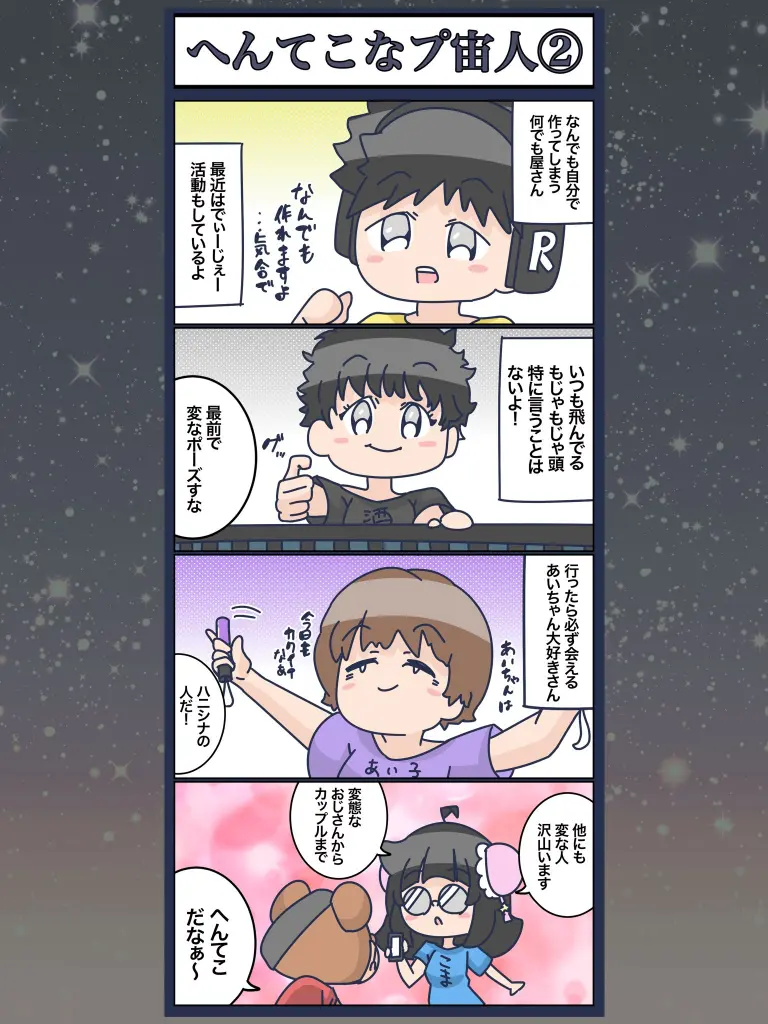 へんてこなプ宙人②
なんでも自分で
作ってしまう
何でも屋さん
R
なんでも
作れますよ
…気合で
最近はでぃーじぇー
活動もしているよ
いつも飛んでる
もじゃもじゃ頭
特に言うことは
ないよ！
グッ
酒
最前で
変なポーズすな
行ったら必ず会える
あいちゃん大好きさん
あいちゃんは
今日も
カワイイ
なぁ
あい子
ハニシナの
人だ！
他にも
変な人
沢山います
変態な
おじさんから
カップルまで
こま
へんてこ
だなぁ〜